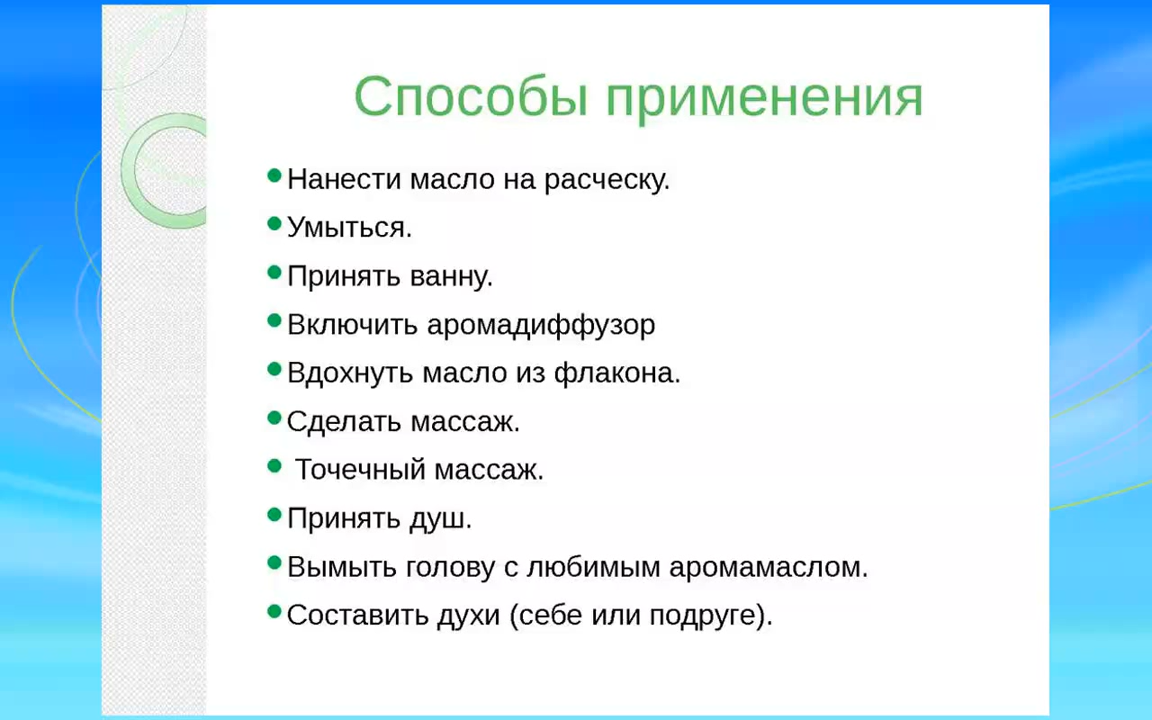 Способы применения
Нанести масло на расческу.
Умыться.
Принять ванну.
Включить аромадиффузор
Вдохнуть масло из флакона.
Сделать массаж.
Точечный массаж.
Принять душ.
Вымыть голову с любимым аромамаслом.
Составить духи (себе или подруге).